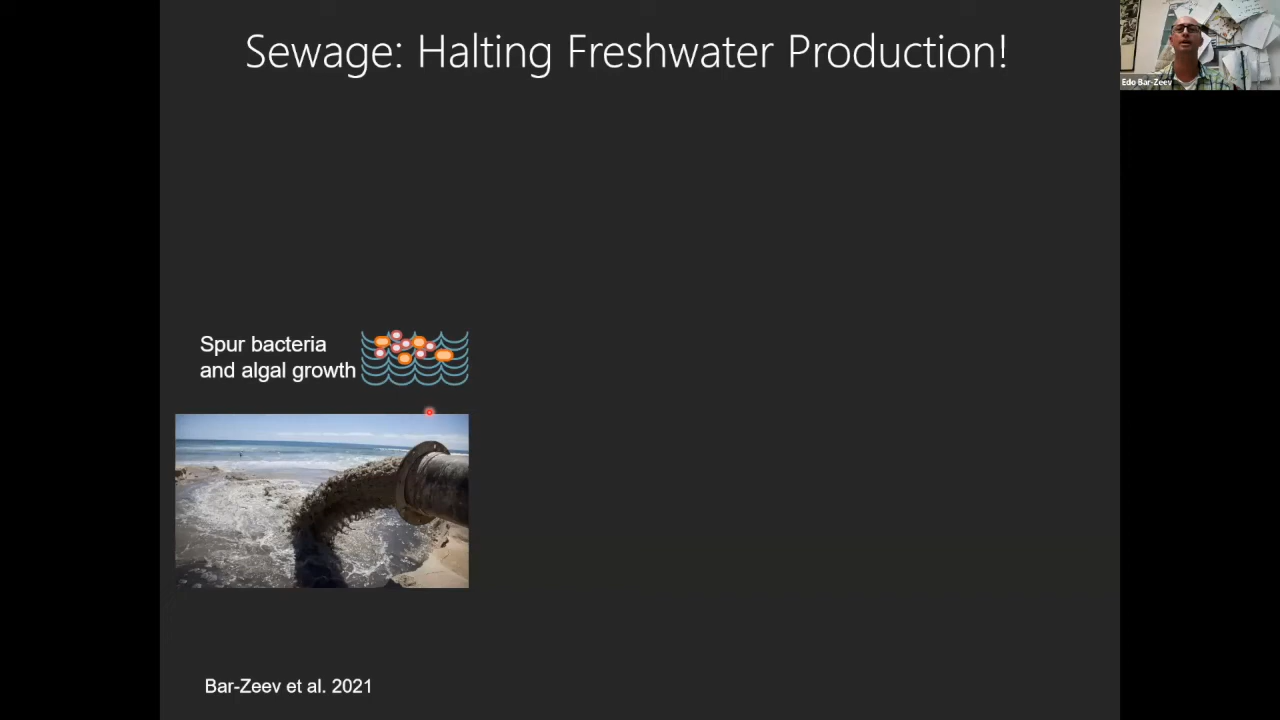 Sewage: Halting Freshwater Production!
Edo Bar-Zeev
Spur bacteria
and algal growth
Bar-Zeev et al. 2021